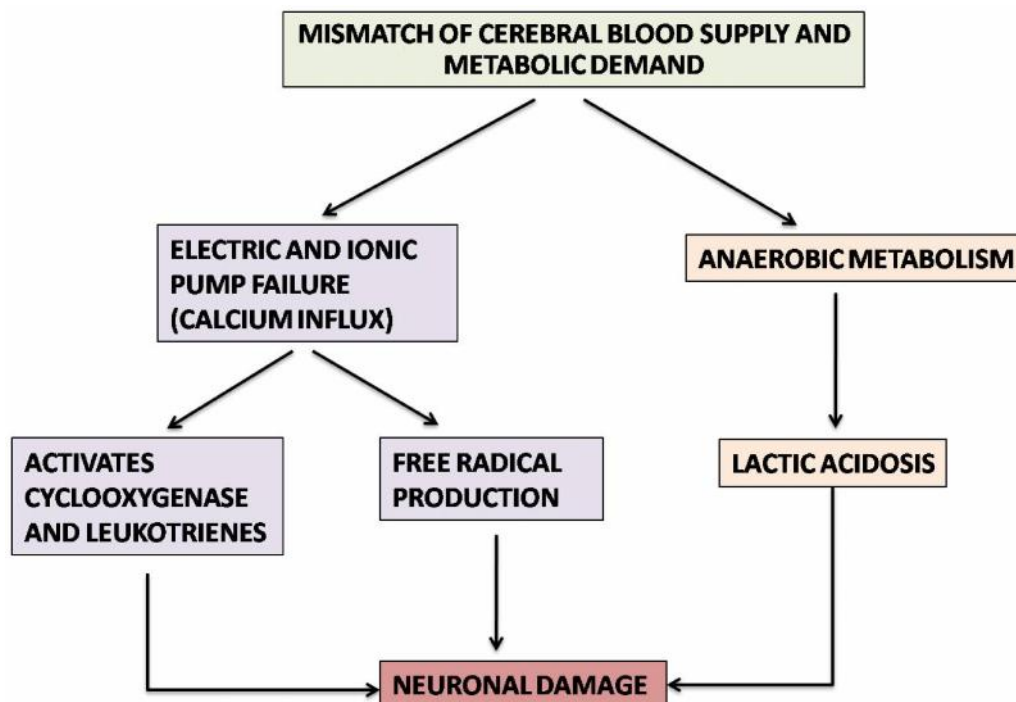 MISMATCH OF CEREBRAL BLOOD SUPPLY AND
METABOLIC DEMAND
ELECTRIC AND IONIC
PUMP FAILURE
(CALCIUM INFLUX)
ANAEROBIC METABOLISM
ACTIVATES
CYCLOOXYGENASE
AND LEUKOTRIENES
FREE RADICAL
PRODUCTION
LACTIC ACIDOSIS
NEURONAL DAMAGE